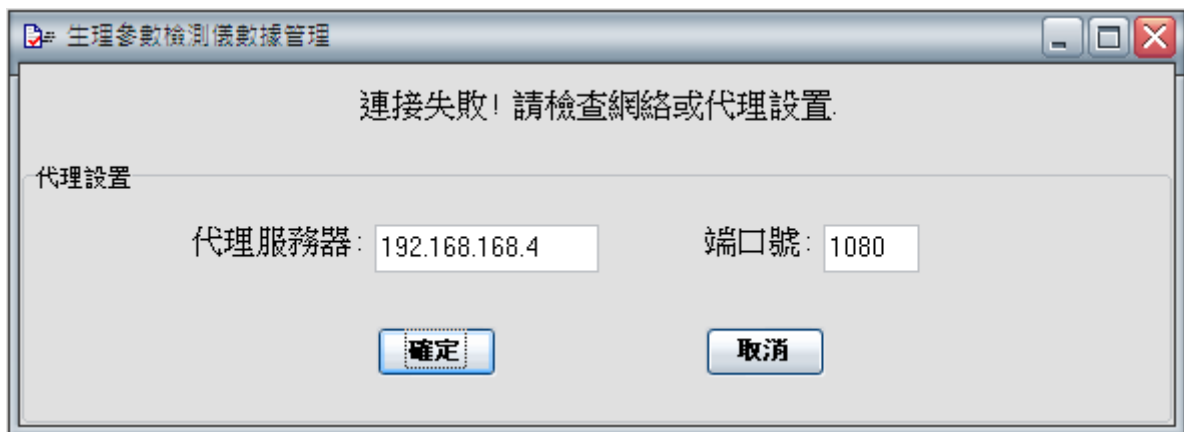 生理參數檢測儀數據管理
連接失敗! 請檢查網絡或代理設置.
代理設置
代理服務器: 192.168.168.4 端口號: 1080
確定 取消